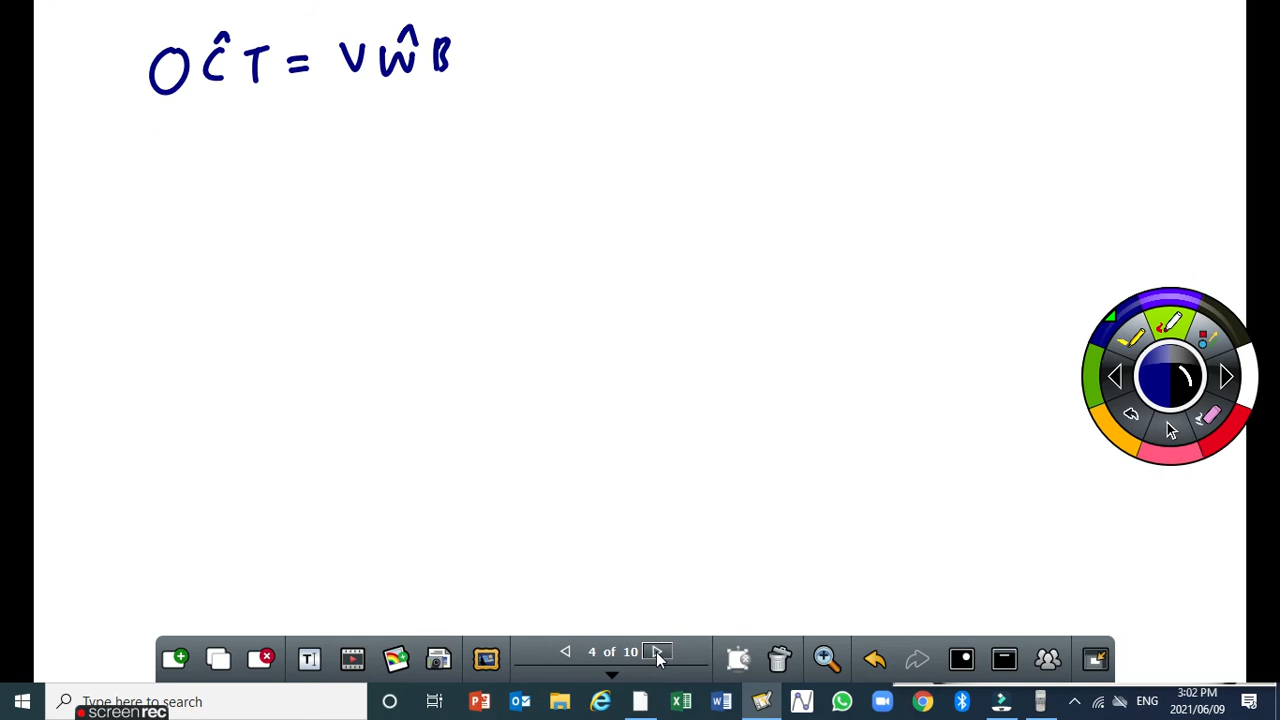 OĈT = VŴB
4 of 10
Type here to search
screenrec
ENG
3:02 PM
2021/06/09